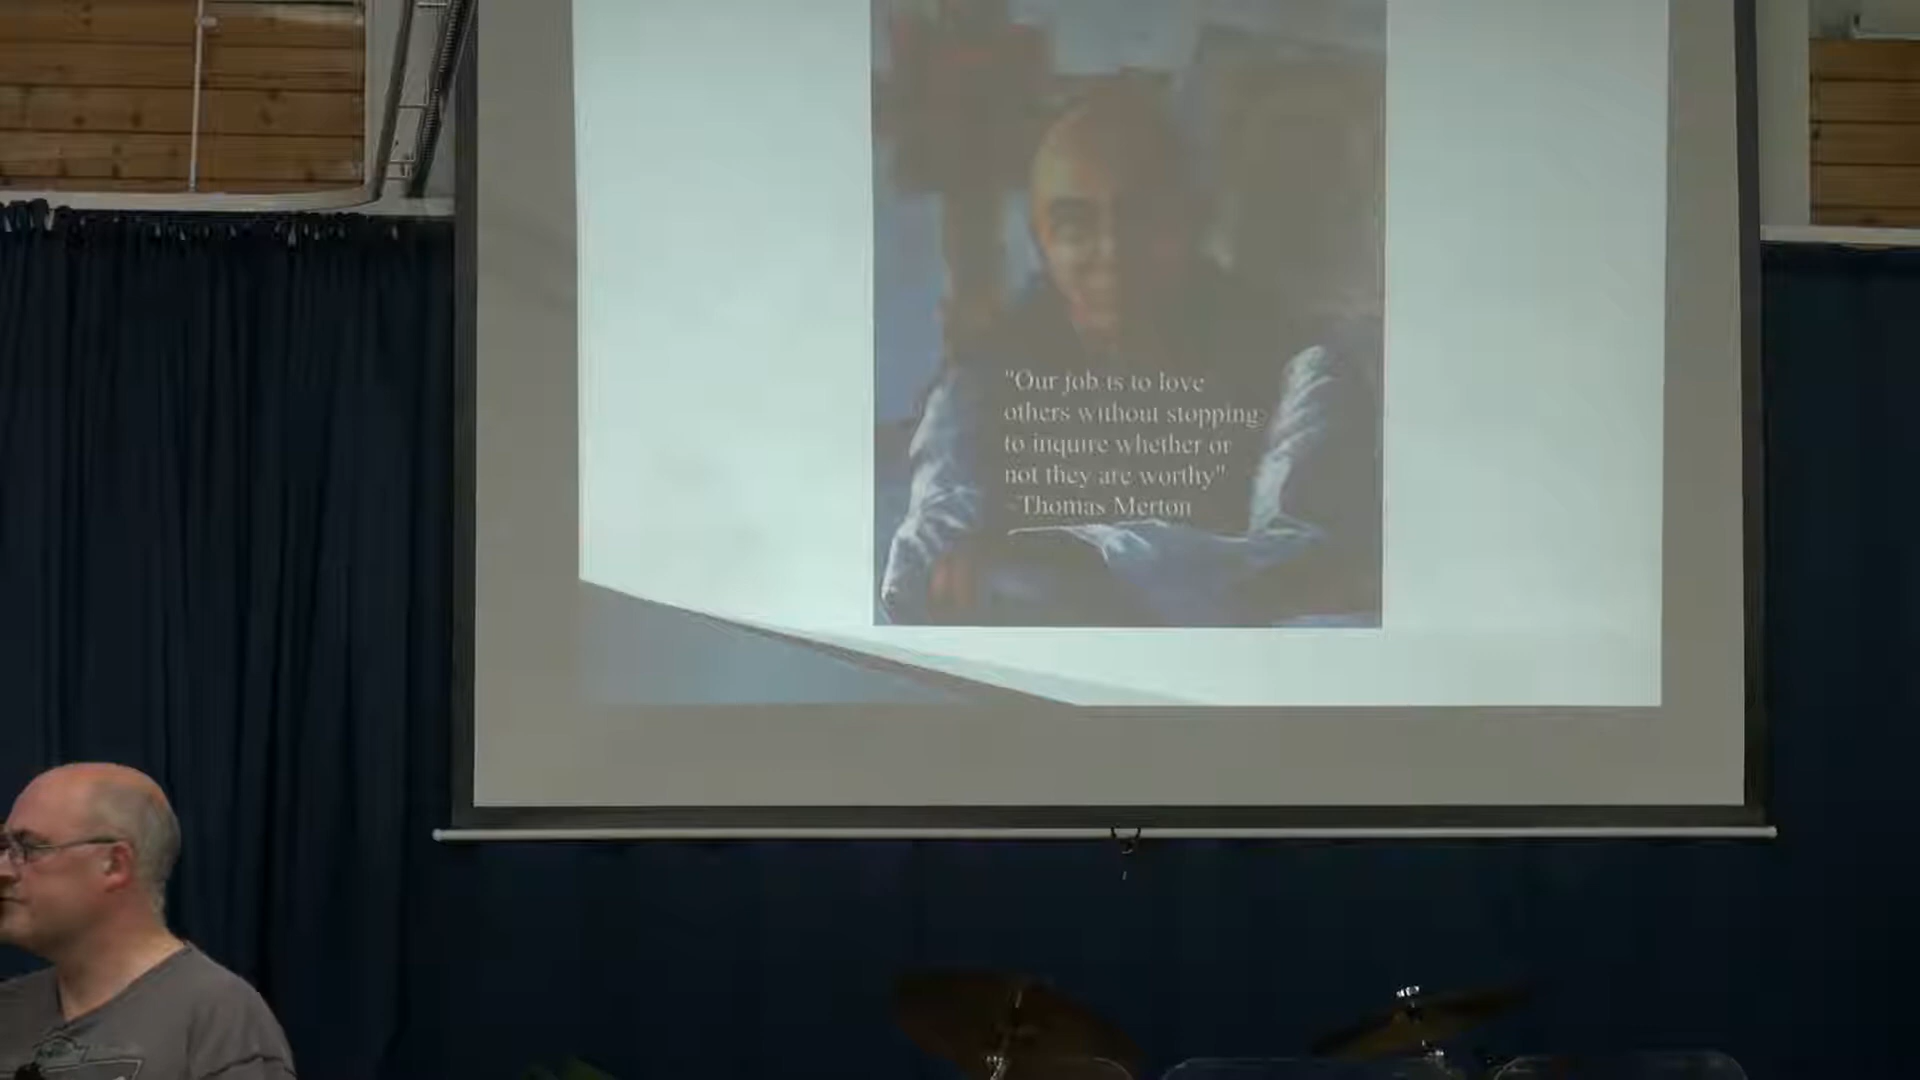 "Our job is to love
others without stopping
to inquire whether or
not they are worthy"
~Thomas Merton